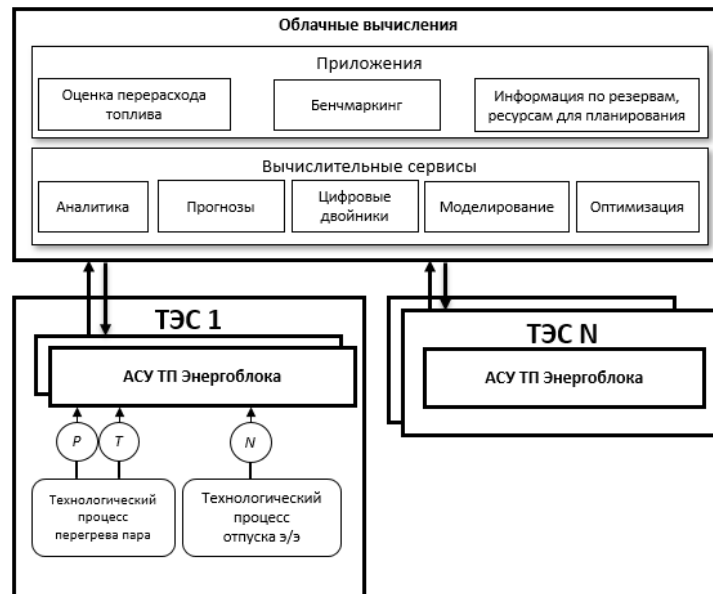 Облачные вычисления
Приложения
Оценка перерасхода
топлива
Бенчмаркинг
Информация по резервам,
ресурсам для планирования
Вычислительные сервисы
Аналитика
Прогнозы
Цифровые
двойники
Моделирование
Оптимизация
ТЭС 1
АСУ ТП Энергоблока
P
T
N
Технологический
процесс
перегрева пара
Технологический
процесс
отпуска э/э
ТЭС N
АСУ ТП Энергоблока